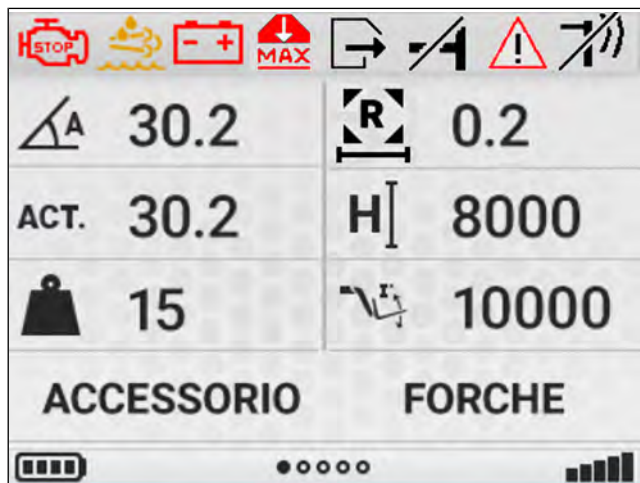 STOP - + MAX !
A 30.2 R 0.2
ACT. 30.2 H 8000
15 10000
ACCESSORIO FORCHE